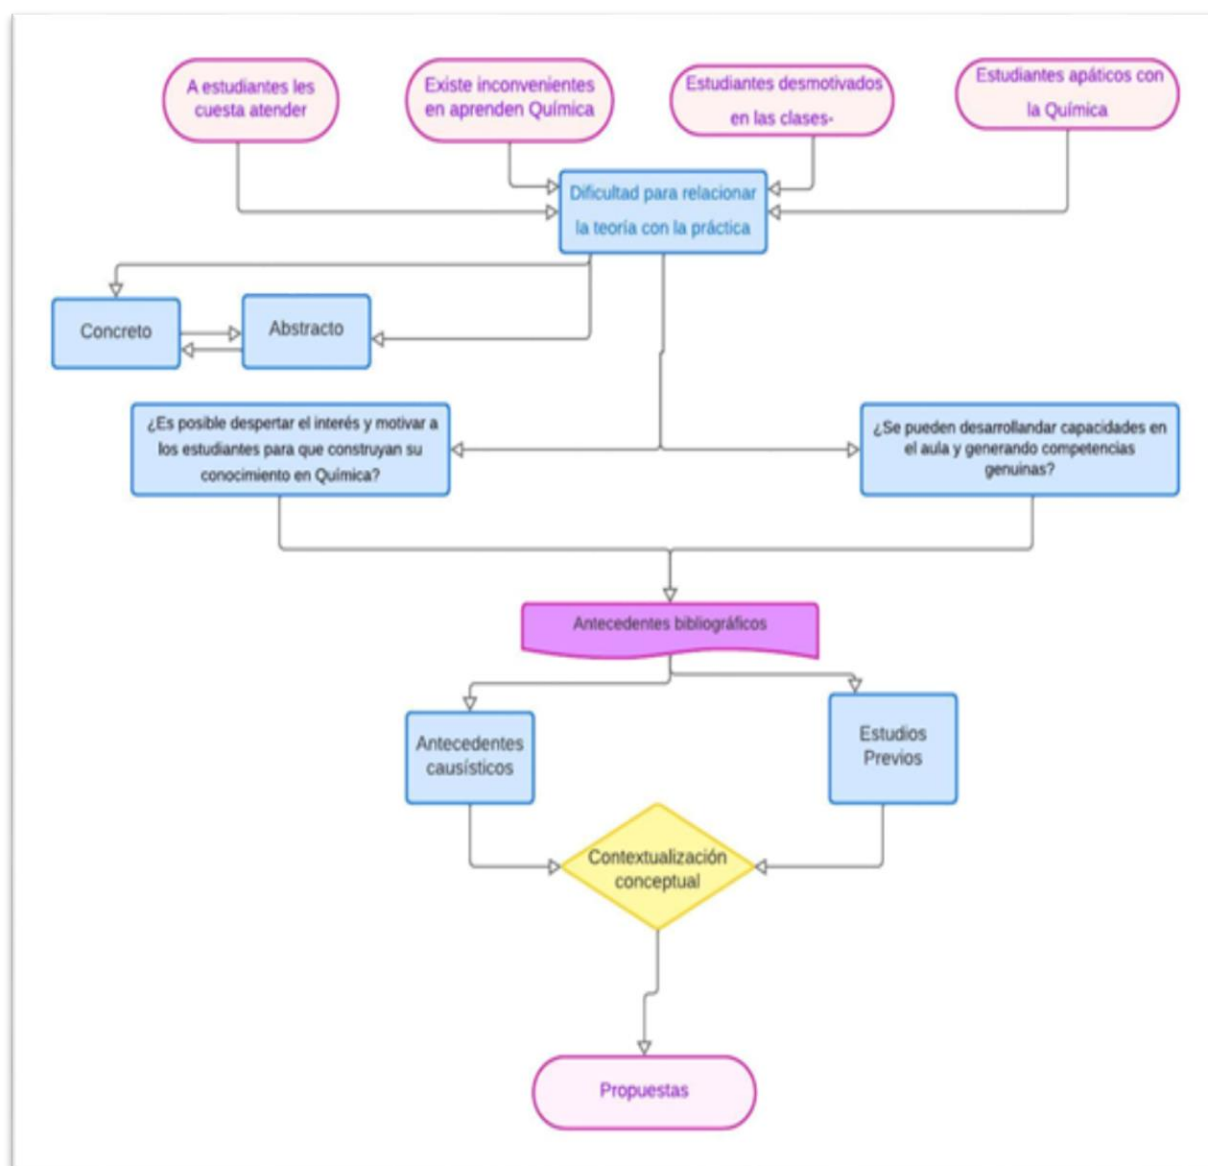 A estudiantes les
cuesta atender
Existe inconvenientes
en aprenden Química
Estudiantes desmotivados
en las clases-
Estudiantes apáticos con
la Química
Dificultad para relacionar
la teoría con la práctica
Concreto
Abstracto
¿Es posible despertar el interés y motivar a
los estudiantes para que construyan su
conocimiento en Química?
¿Se pueden desarrollandar capacidades en
el aula y generando competencias
genuinas?
Antecedentes bibliográficos
Antecedentes
causísticos
Estudios
Previos
Contextualización
conceptual
Propuestas